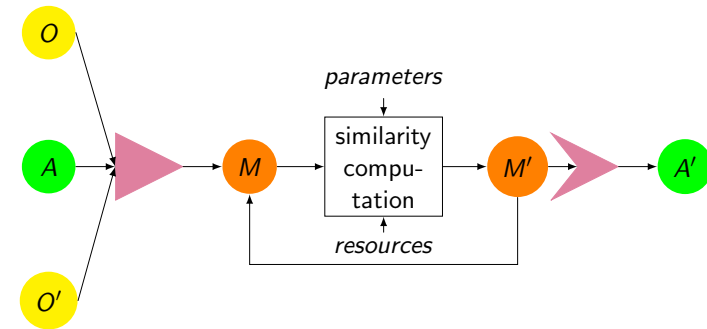 O
parameters
A
M
similarity
compu-
tation
M′
A′
resources
O′